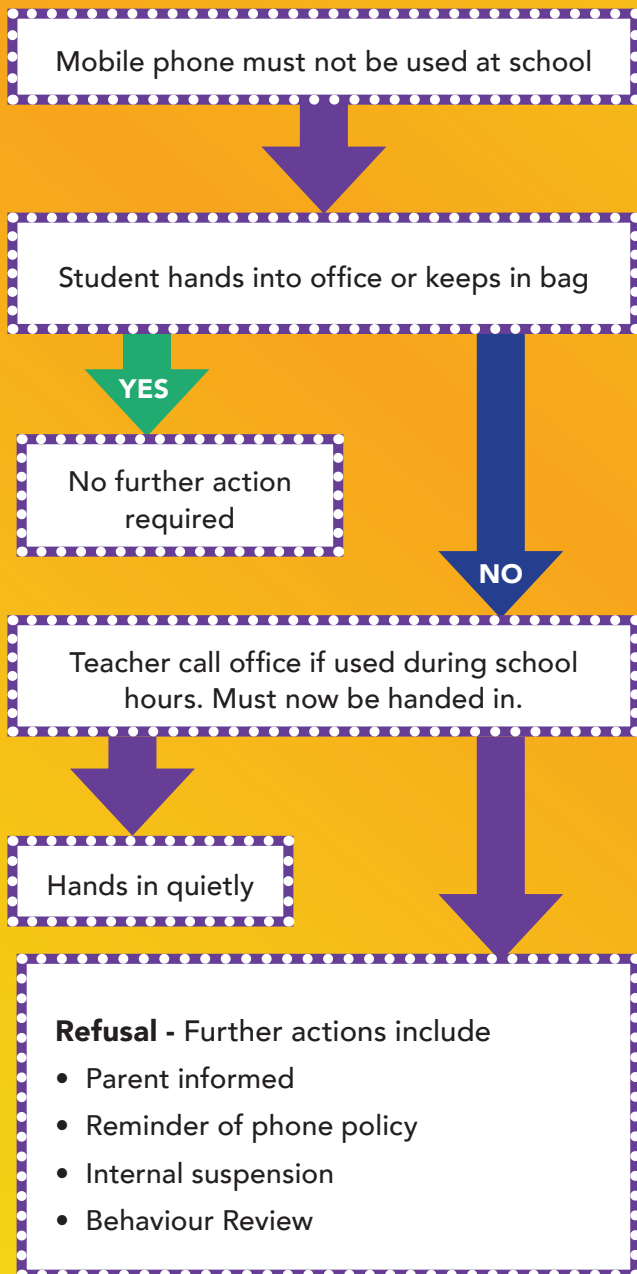 Mobile phone must not be used at school
Student hands into office or keeps in bag
YES
No further action
required
NO
Teacher call office if used during school
hours. Must now be handed in.
Hands in quietly
Refusal - Further actions include
• Parent informed
• Reminder of phone policy
• Internal suspension
• Behaviour Review